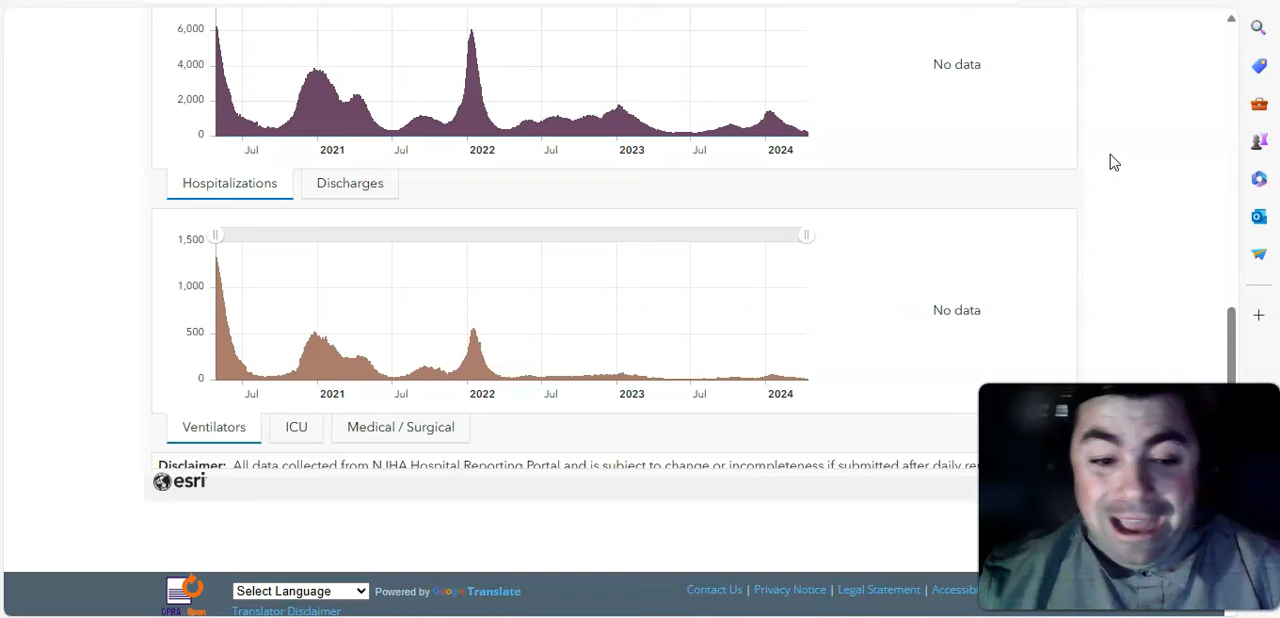 6,000
4,000
No data
2,000
0
Jul 2021 Jul 2022 Jul 2023 Jul 2024
Hospitalizations Discharges
1,500
1,000
No data
500
0
Jul 2021 Jul 2022 Jul 2023 Jul 2024
Ventilators ICU Medical / Surgical
Disclaimer: All data collected from NJHA Hospital Reporting Portal and is subject to change or incompleteness if submitted after daily re
esri
Select Language Powered by Google Translate
Contact Us | Privacy Notice | Legal Statement | Accessib
OPRA Open
Translator Disclaimer